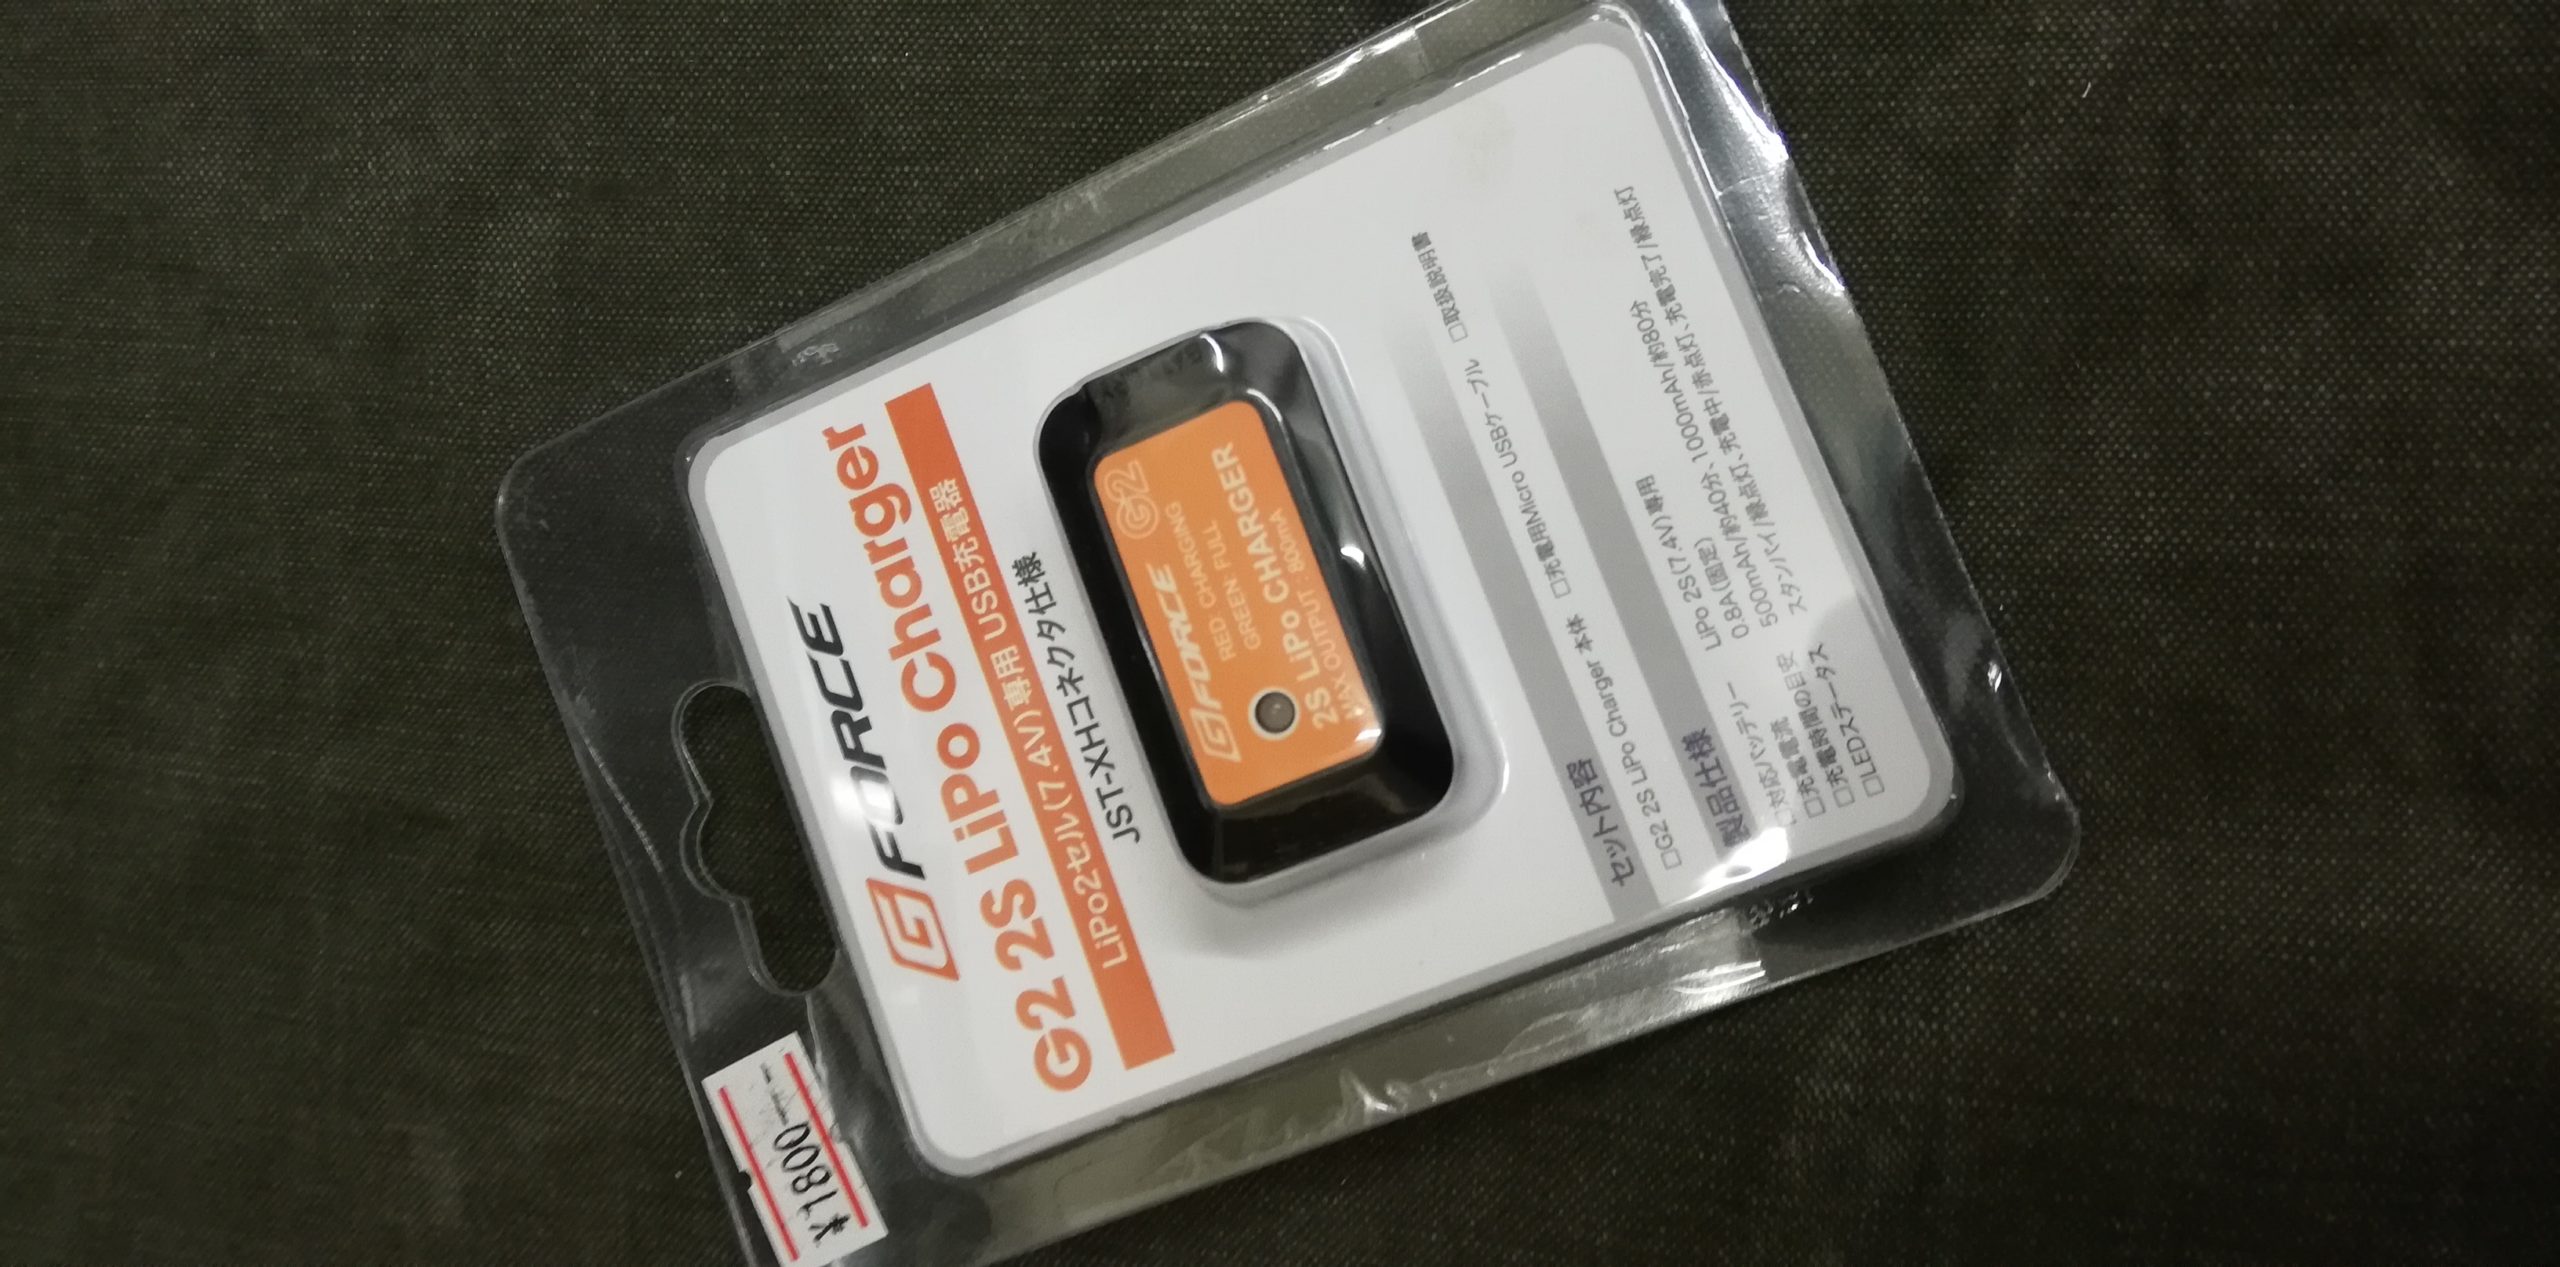 GFORCE
G2 2S LiPo Charger
LiPo2セル(7.4V)専用 USB充電器
JST-XHコネクタ仕様
GFORCE G2
RED CHARGING
GREEN FULL
2S LiPo CHARGER
MAX OUTPUT : 800mA
セット内容
□G2 2S LiPo Charger 本体 □充電用Micro USBケーブル □取扱説明書
製品仕様
□対応バッテリー LiPo 2S(7.4V)専用
□充電電流 0.8A(固定)
□充電時間の目安 500mAh/約40分、1000mAh/約80分
□LEDステータス スタンバイ/緑点灯、充電中/赤点灯、充電完了/緑点灯
¥1800